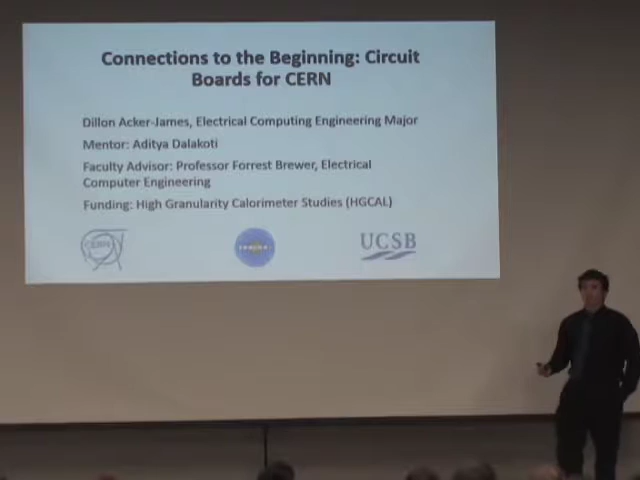 Connections to the Beginning: Circuit
Boards for CERN
Dillon Acker-James, Electrical Computing Engineering Major
Mentor: Aditya Dalakoti
Faculty Advisor: Professor Forrest Brewer, Electrical
Computer Engineering
Funding: High Granularity Calorimeter Studies (HGCAL)
CERN
UCSB